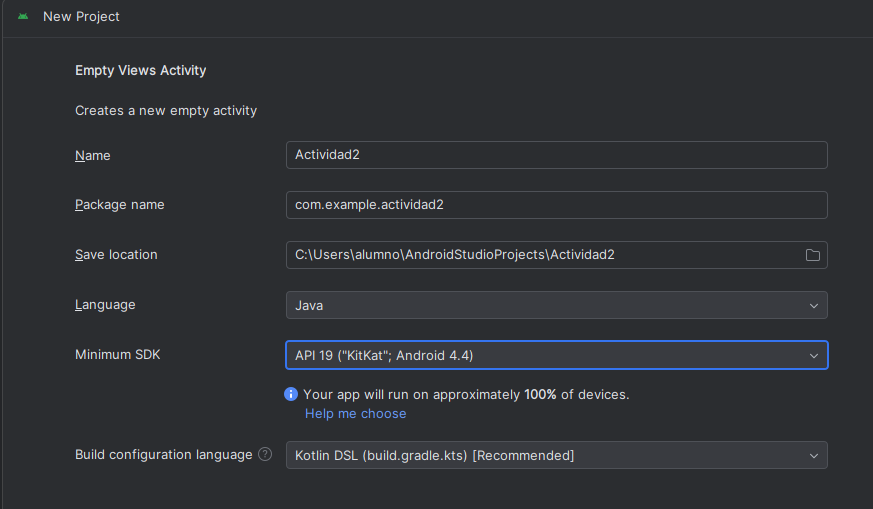 New Project
Empty Views Activity
Creates a new empty activity
Name Actividad2
Package name com.example.actividad2
Save location C:\Users\alumno\AndroidStudioProjects\Actividad2
Language Java
Minimum SDK API 19 ("KitKat"; Android 4.4)
Your app will run on approximately 100% of devices.
Help me choose
Build configuration language ? Kotlin DSL (build.gradle.kts) [Recommended]